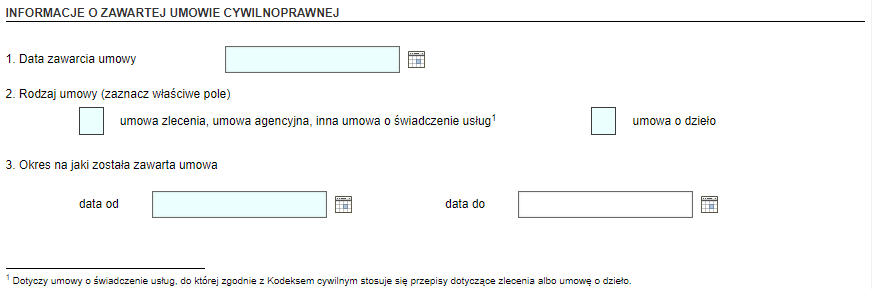 INFORMACJE O ZAWARTEJ UMOWIE CYWILNOPRAWNEJ
1. Data zawarcia umowy
2. Rodzaj umowy (zaznacz właściwe pole)
umowa zlecenia, umowa agencyjna, inna umowa o świadczenie usług¹ umowa o dzieło
3. Okres na jaki została zawarta umowa
data od data do
¹ Dotyczy umowy o świadczenie usług, do której zgodnie z Kodeksem cywilnym stosuje się przepisy dotyczące zlecenia albo umowę o dzieło.